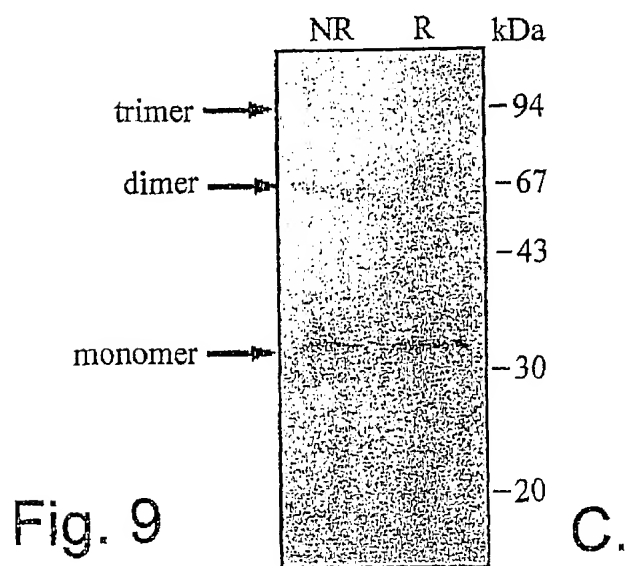 NR R kDa
trimer -94
dimer -67
-43
monomer -30
-20
Fig. 9 C.